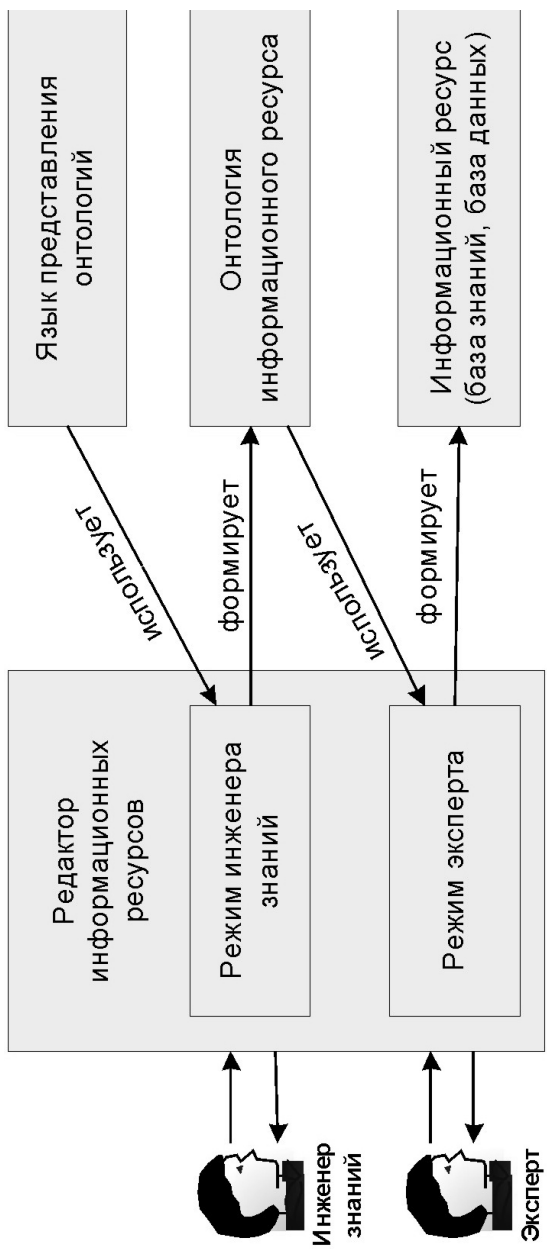 Редактор
информационных
ресурсов
Режим инженера
знаний
Режим эксперта
Инженер
знаний
Эксперт
использует
формирует
использует
формирует
Язык представления
онтологий
Онтология
информационного ресурса
Информационный ресурс
(база знаний, база данных)